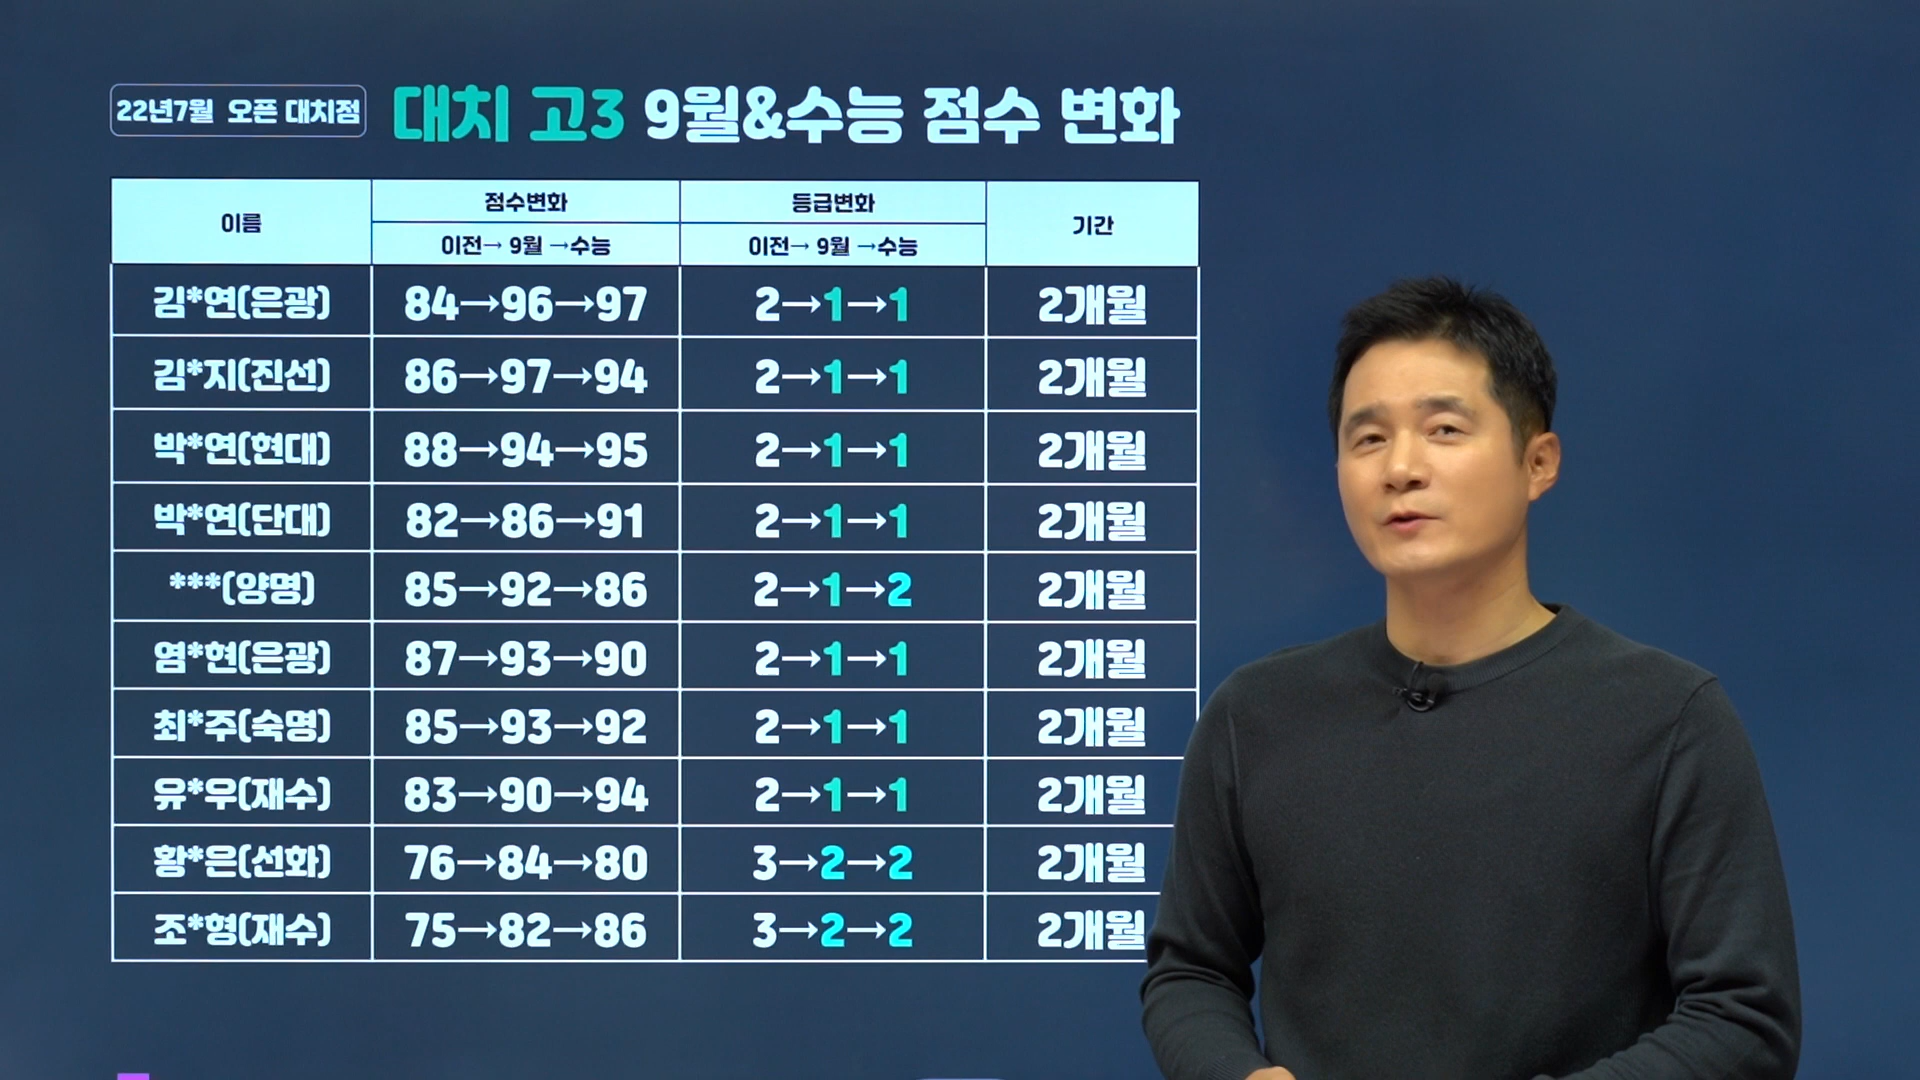 22년7월 오픈 대치점
대치 고3 9월&수능 점수 변화
이름 점수변화 등급변화 기간
이전→ 9월 →수능 이전→ 9월 →수능
김*연(은광) 84→96→97 2→1→1 2개월
김*지(진선) 86→97→94 2→1→1 2개월
박*연(현대) 88→94→95 2→1→1 2개월
박*연(단대) 82→86→91 2→1→1 2개월
***(양명) 85→92→86 2→1→2 2개월
염*현(은광) 87→93→90 2→1→1 2개월
최*주(숙명) 85→93→92 2→1→1 2개월
유*우(재수) 83→90→94 2→1→1 2개월
황*은(선화) 76→84→80 3→2→2 2개월
조*형(재수) 75→82→86 3→2→2 2개월